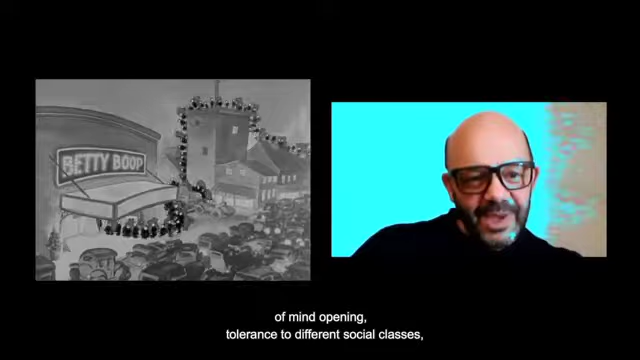 BETTY BOOP
of mind opening,
tolerance to different social classes,